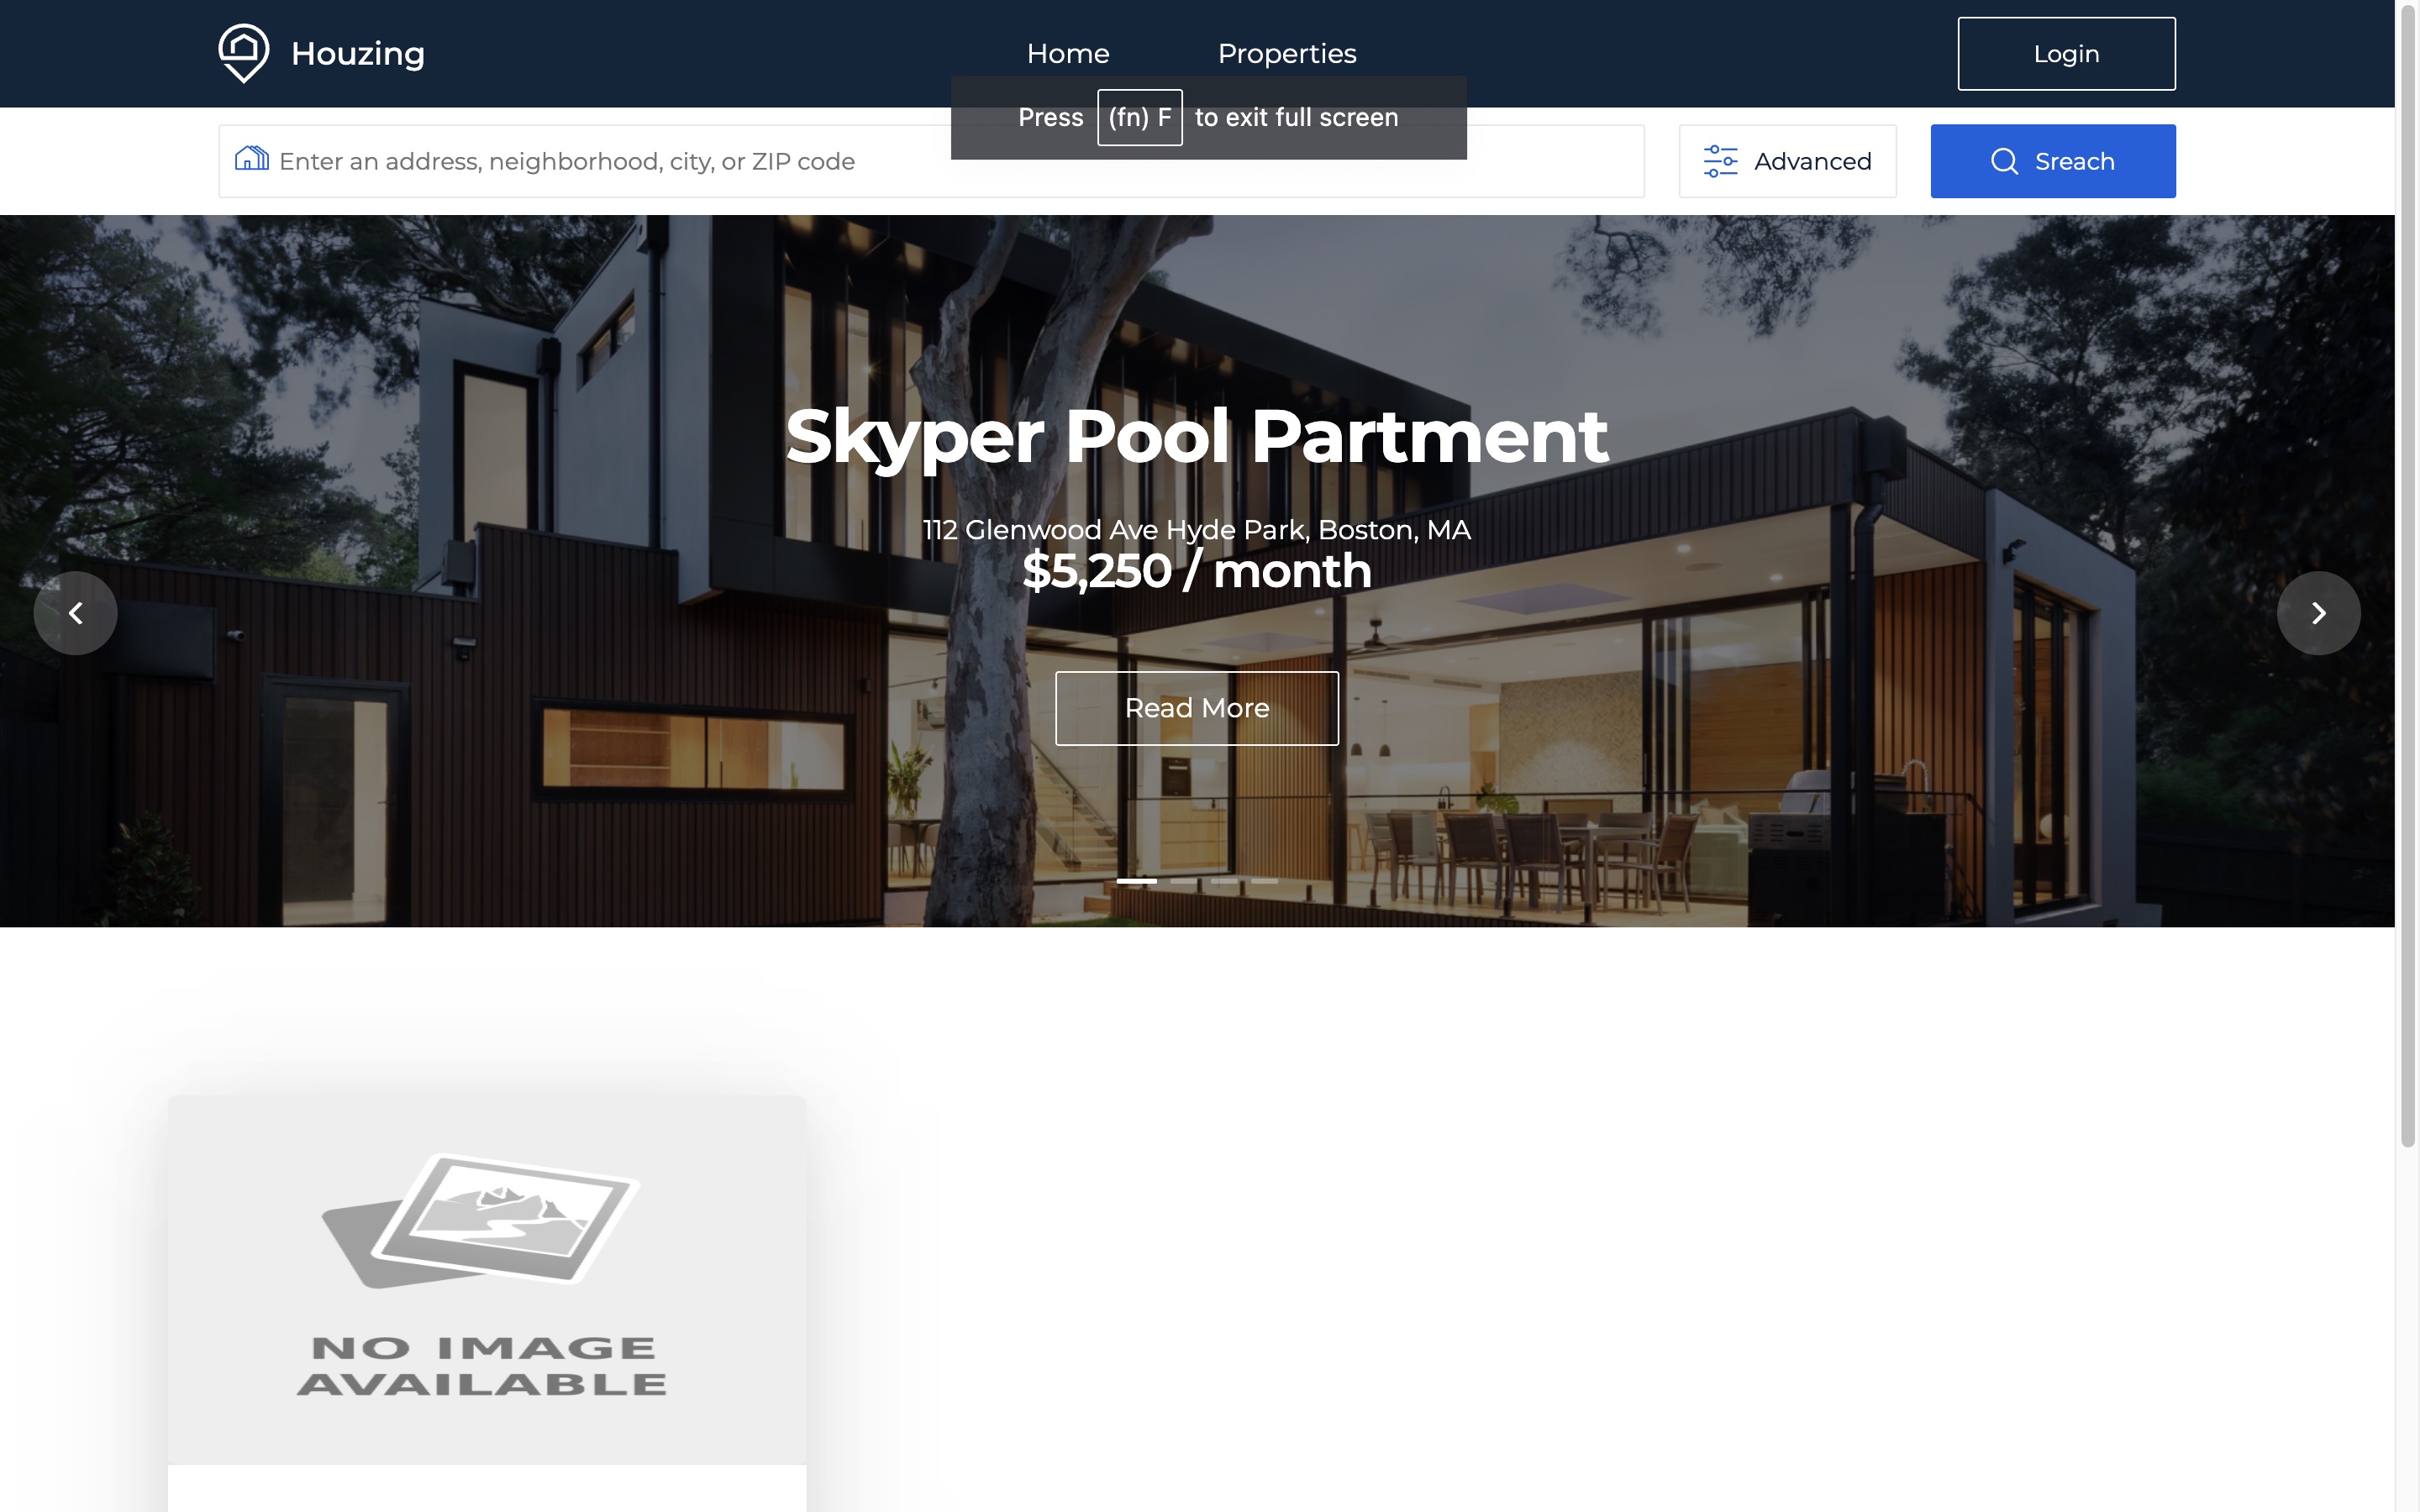 Houzing
Home
Properties
Login
Press (fn) F to exit full screen
Enter an address, neighborhood, city, or ZIP code
Advanced
Sreach
Skyper Pool Partment
112 Glenwood Ave Hyde Park, Boston, MA
$5,250 / month
Read More
NO IMAGE
AVAILABLE